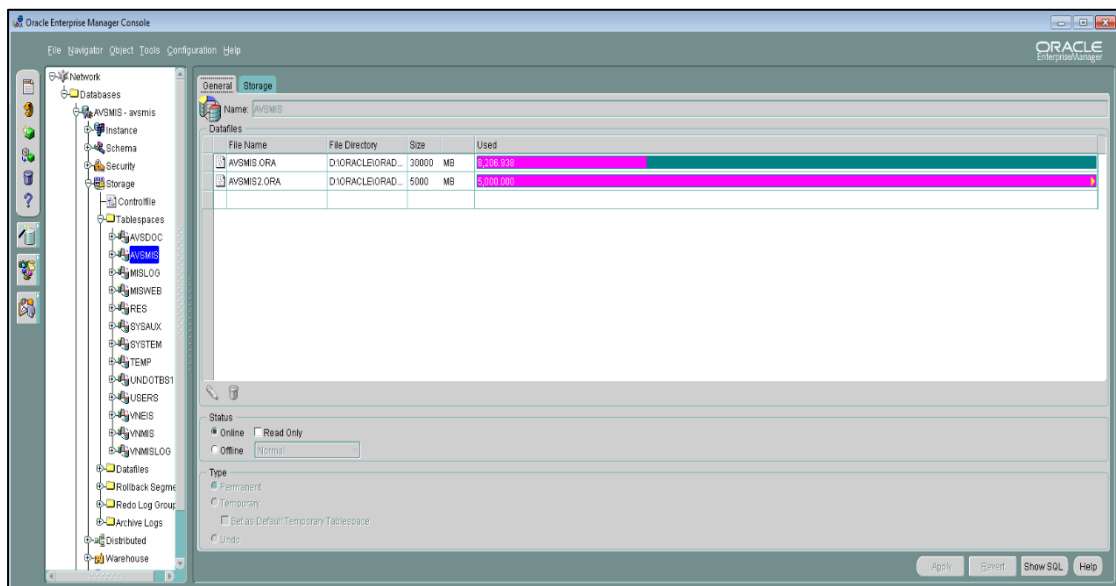 Oracle Enterprise Manager Console
File Navigator Object Tools Configuration Help
ORACLE
EnterpriseManager
Network
Databases
AVSMIS - avsmis
Instance
Schema
Security
Storage
Controlfile
Tablespaces
AVSDOC
AVSMIS
MISLOG
MISWEB
RES
SYSAUX
SYSTEM
TEMP
UNDOTBS1
USERS
VNEIS
VNMIS
VNMISLOG
Datafiles
Rollback Segme
Redo Log Group
Archive Logs
Distributed
Warehouse
General Storage
Name: AVSMIS
Datafiles
File Name File Directory Size Used
AVSMIS.ORA D:\ORACLE\ORAD... 30000 MB 8,206.938
AVSMIS2.ORA D:\ORACLE\ORAD... 5000 MB 5,000.000
Status
Online Read Only
Offline Normal
Type
Permanent
Temporary
Set as Default Temporary Tablespace
Undo
Apply Revert Show SQL Help